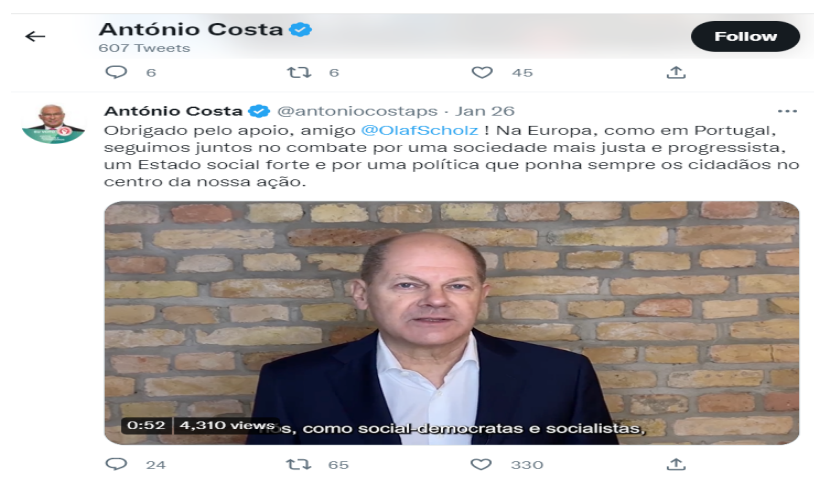 António Costa
607 Tweets
Follow
6 6 45
António Costa @antoniocostaps · Jan 26
Obrigado pelo apoio, amigo @OlafScholz ! Na Europa, como em Portugal,
seguimos juntos no combate por uma sociedade mais justa e progressista,
um Estado social forte e por uma política que ponha sempre os cidadãos no
centro da nossa ação.
0:52 4,310 views
como social-democratas e socialistas,
24 65 330